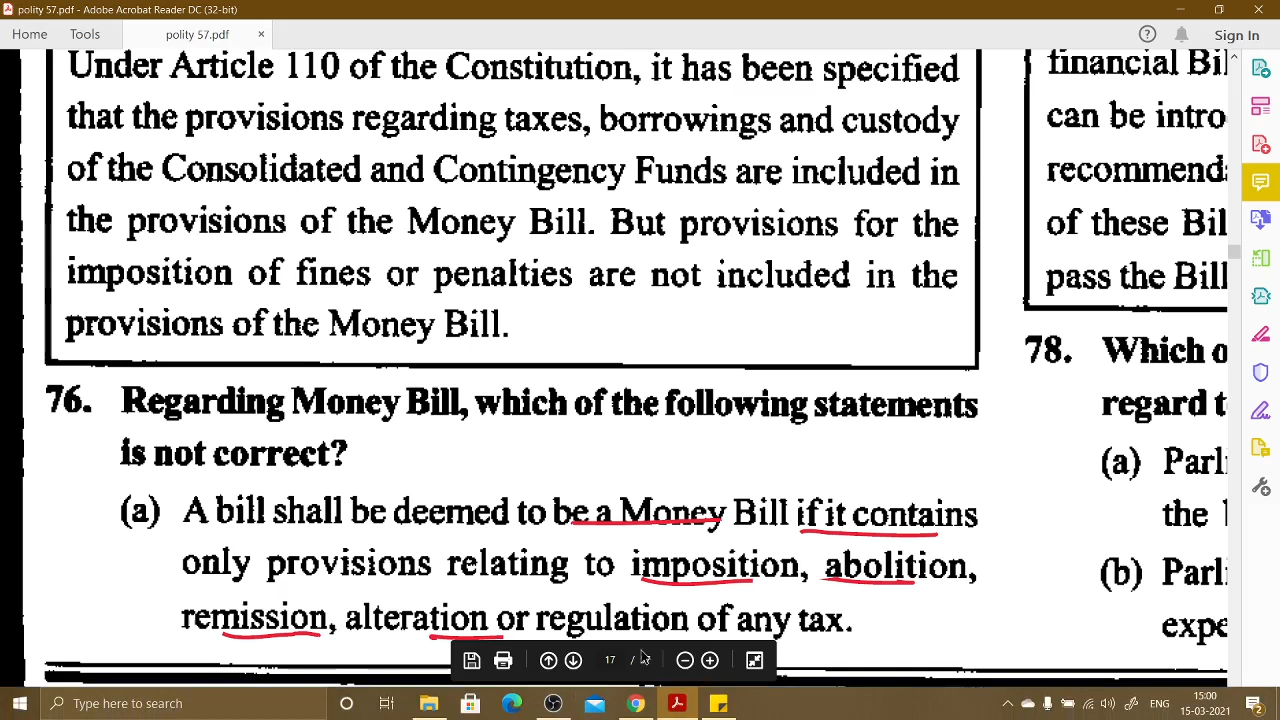 polity 57.pdf - Adobe Acrobat Reader DC (32-bit)
Home Tools polity 57.pdf × Sign In
Under Article 110 of the Constitution, it has been specified
that the provisions regarding taxes, borrowings and custody
of the Consolidated and Contingency Funds are included in
the provisions of the Money Bill. But provisions for the
imposition of fines or penalties are not included in the
provisions of the Money Bill.
76. Regarding Money Bill, which of the following statements
is not correct?
(a) A bill shall be deemed to be a Money Bill if it contains
only provisions relating to imposition, abolition,
remission, alteration or regulation of any tax.
financial Bil
can be intro
recommenda
of these Bil
pass the Bill
78. Which o
regard t
(a) Parli
the b
(b) Parli
expe
17 /
Type here to search
ENG
15:00
15-03-2021
2